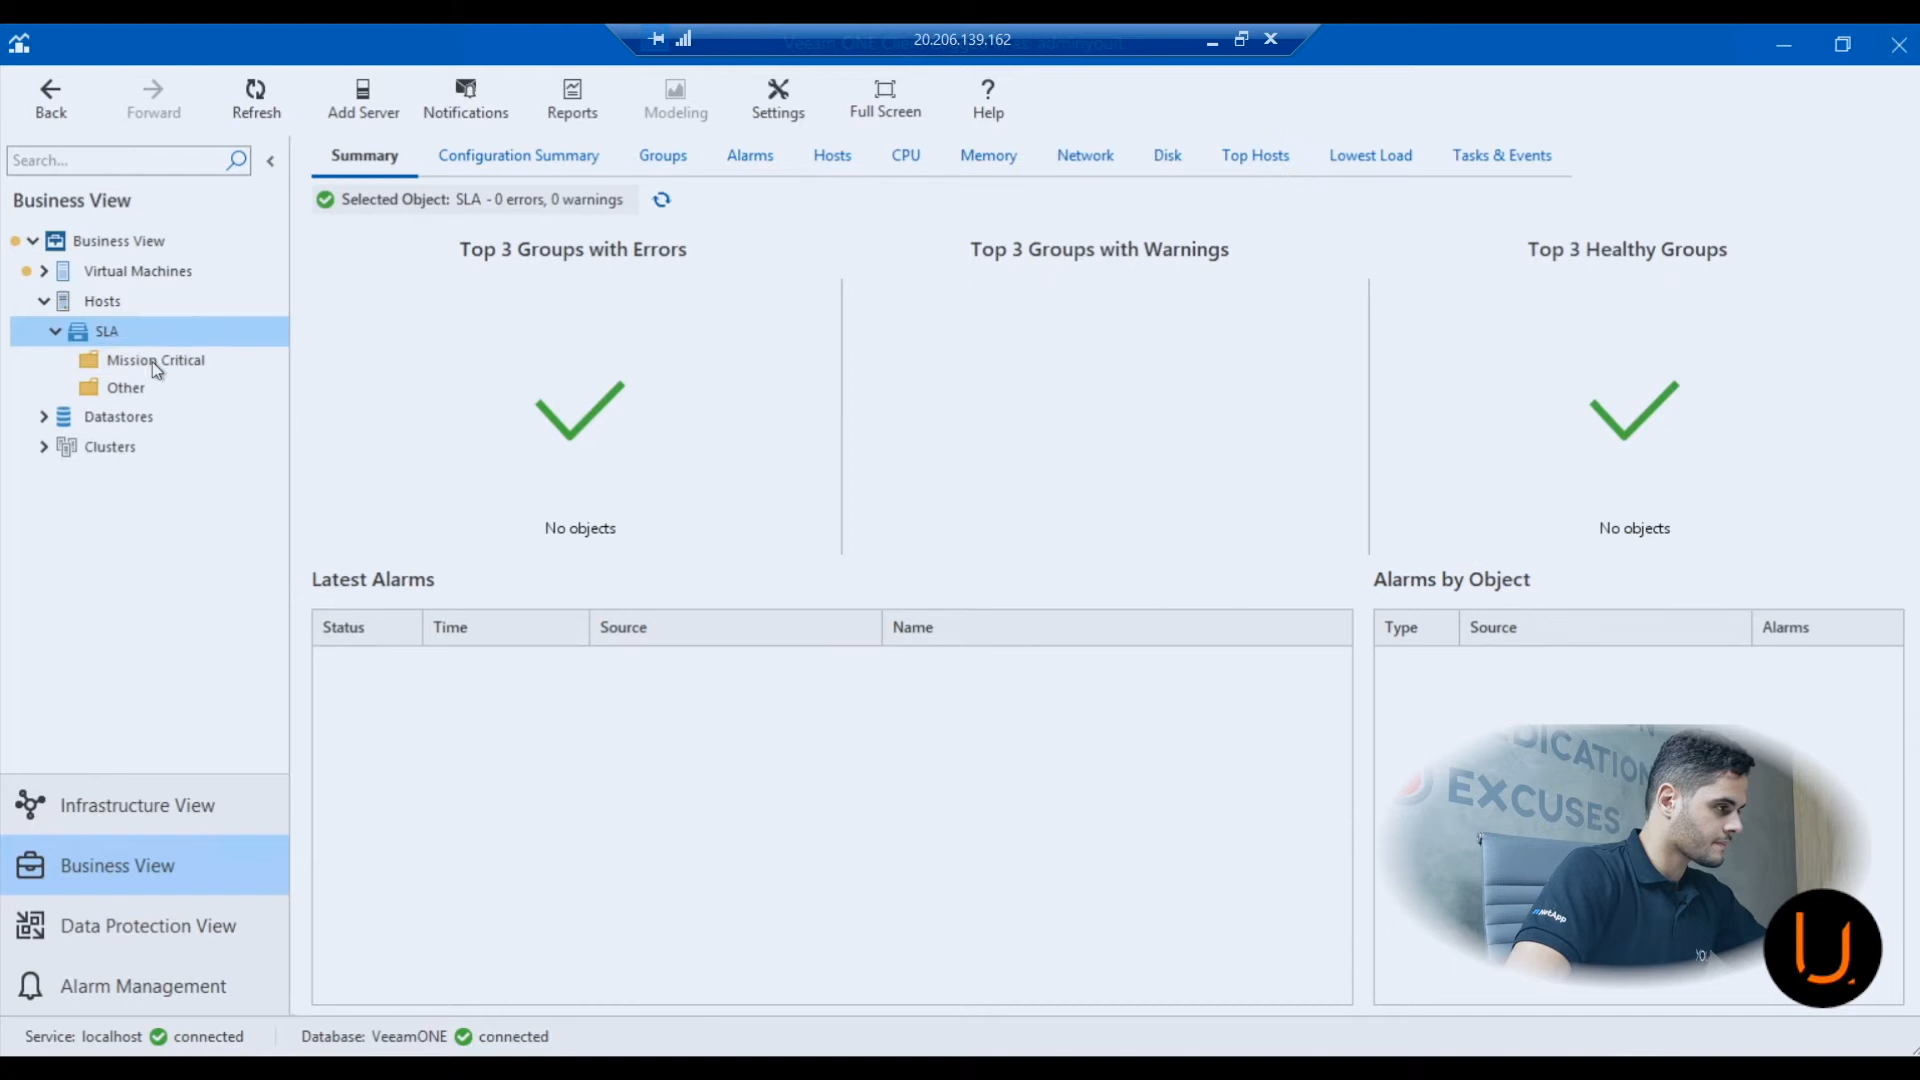 20.206.139.162
Back
Forward
Refresh
Add Server
Notifications
Reports
Modeling
Settings
Full Screen
Help
Search...
Summary
Configuration Summary
Groups
Alarms
Hosts
CPU
Memory
Network
Disk
Top Hosts
Lowest Load
Tasks & Events
Business View
Selected Object: SLA - 0 errors, 0 warnings
Business View
Virtual Machines
Hosts
SLA
Mission Critical
Other
Datastores
Clusters
Top 3 Groups with Errors
Top 3 Groups with Warnings
Top 3 Healthy Groups
No objects
No objects
Latest Alarms
Status
Time
Source
Name
Alarms by Object
Type
Source
Alarms
EXCUSES
NetApp
Infrastructure View
Business View
Data Protection View
Alarm Management
Service: localhost connected
Database: VeeamONE connected